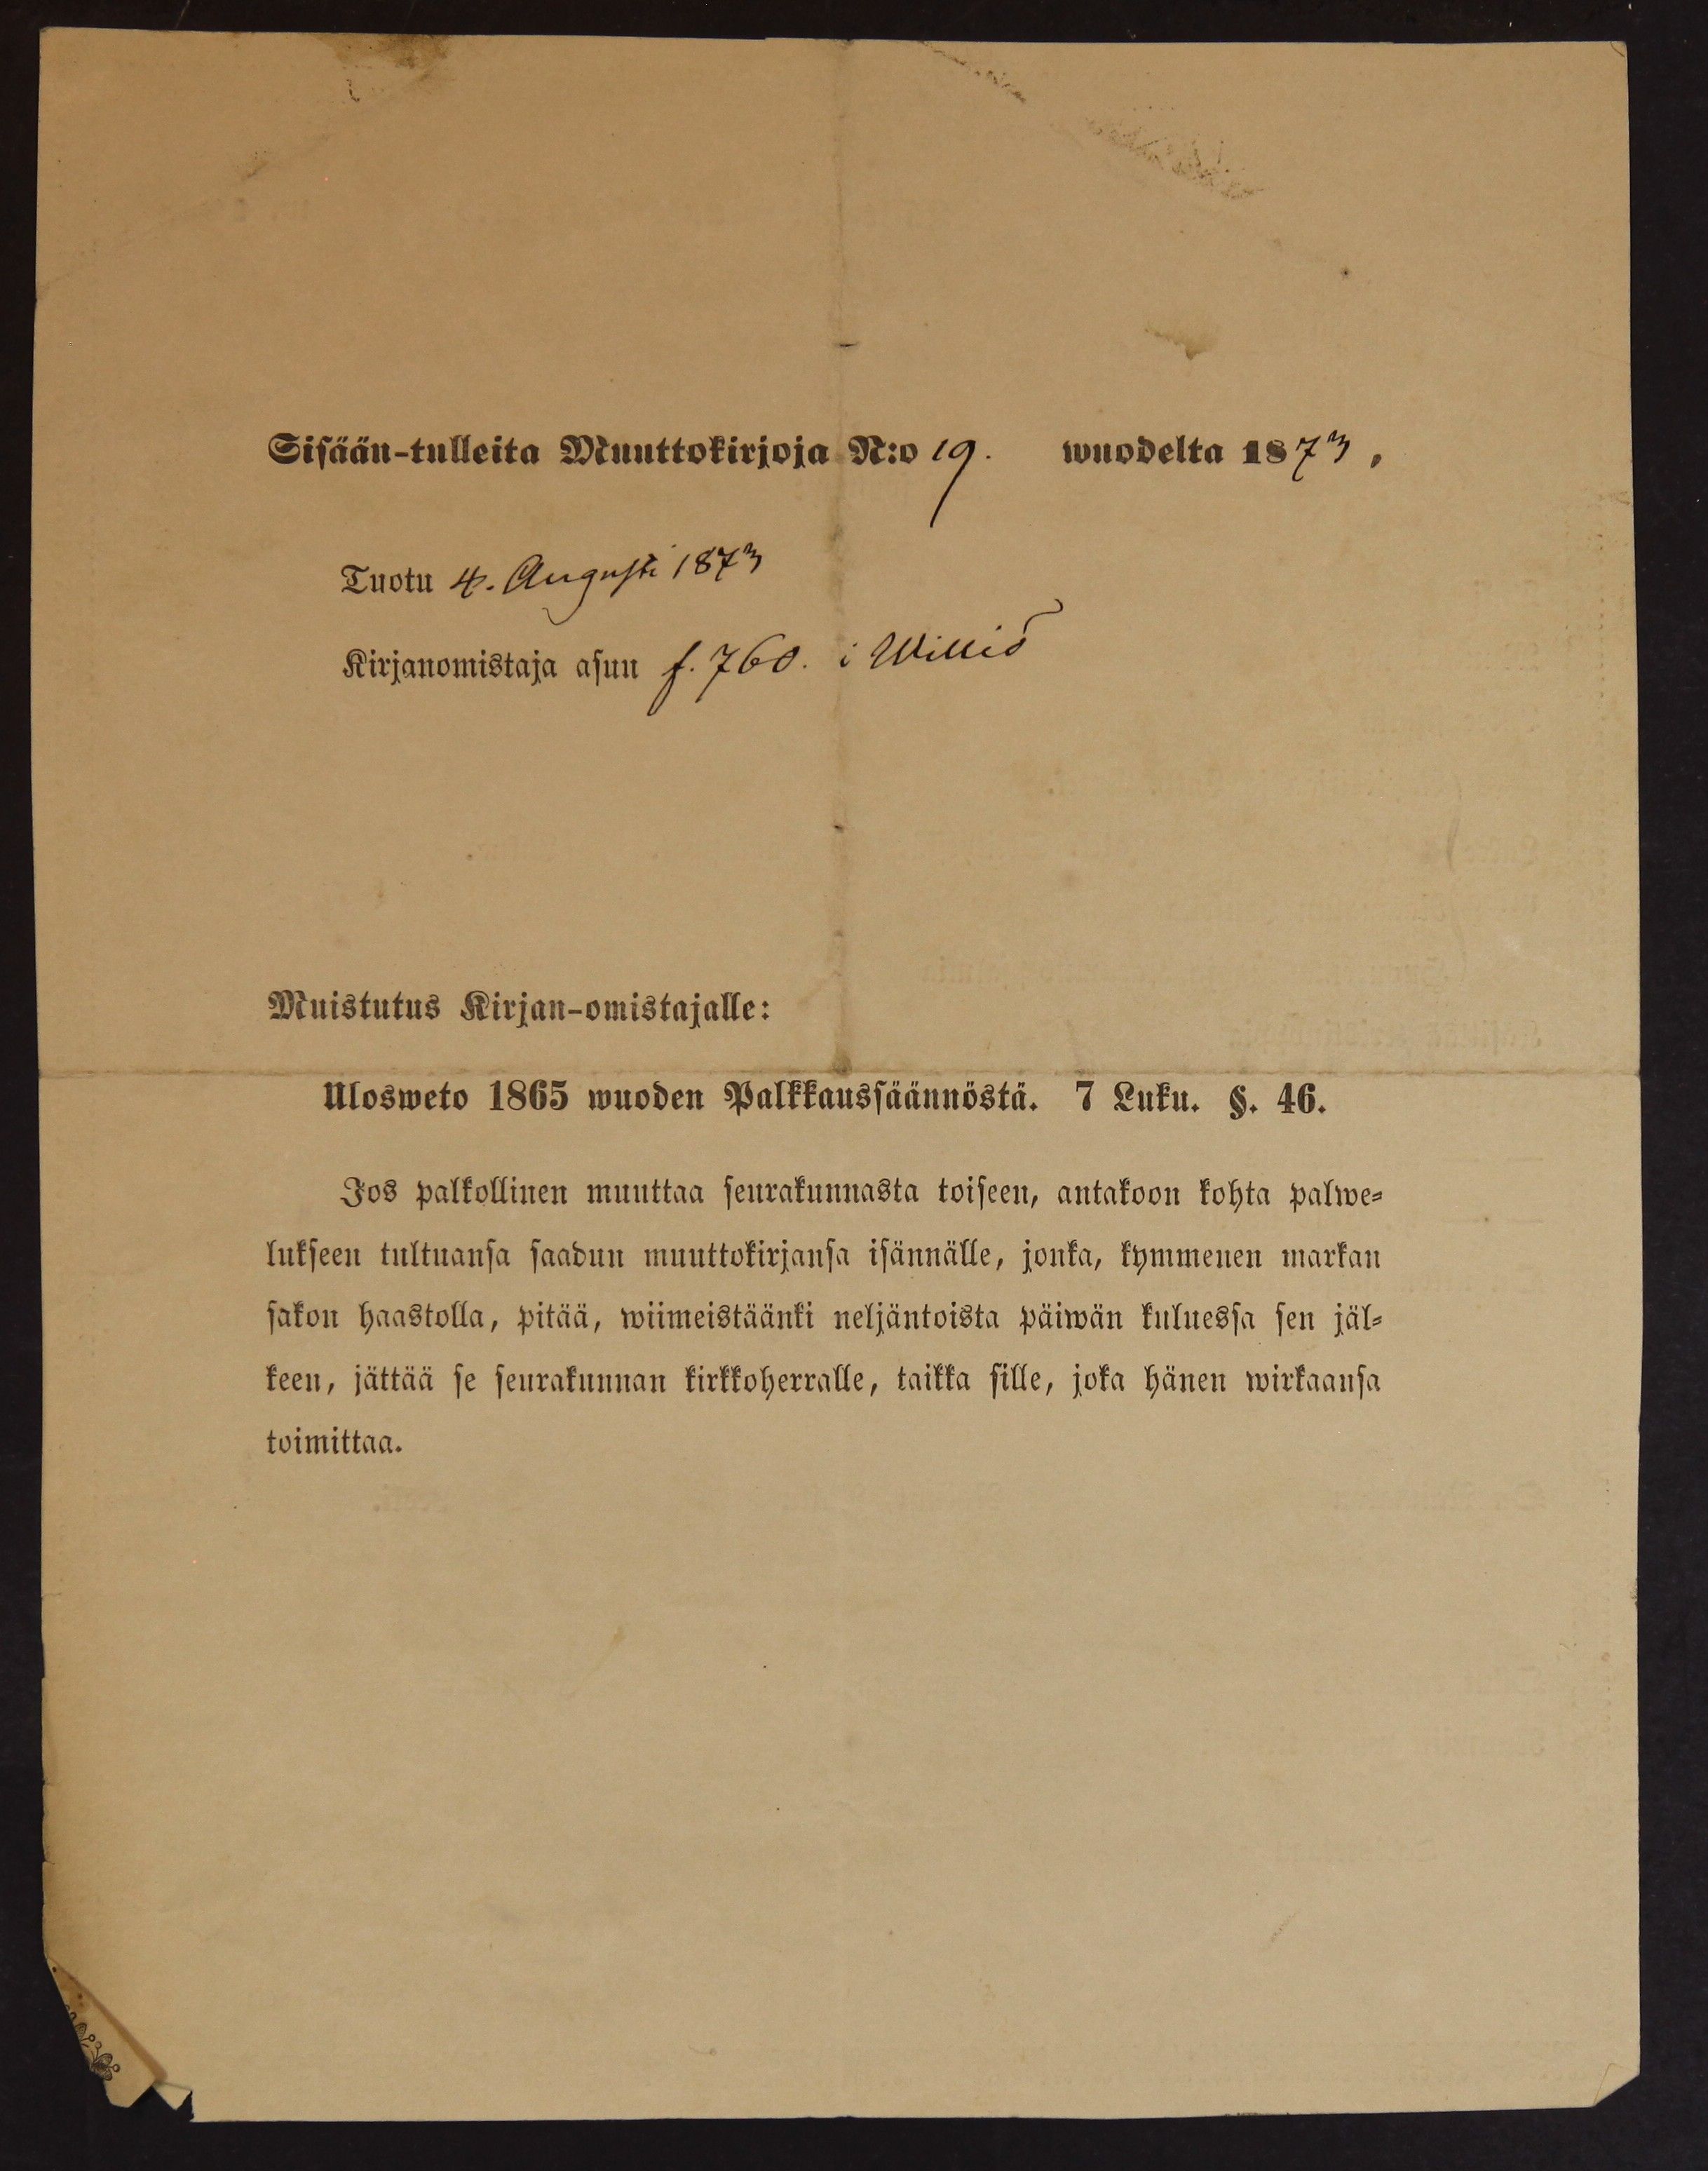 Sisään-tulleita Muuttokirjoja N:o 19. wuodelta 1873,
Tuotu 4. Augusti 1873
Kirjanomistaja asuu f. 760. i
Muistutus Kirjan-omistajalle:
Ulosweto 1865 wuoden Palkkaussäännöstä. 7 Luku. §. 46.
Jos palkollinen muuttaa seurakunnasta toiseen, antakoon kohta palwe-
lukseen tultuansa saadun muuttokirjansa isännälle, jonka, kymmenen markan
sakon haastolla, pitää, wiimeistäänki neljäntoista päiwän kuluessa sen jäl-
keen, jättää se seurakunnan kirkkoherralle, taikka sille, joka hänen wirkaansa
toimittaa.